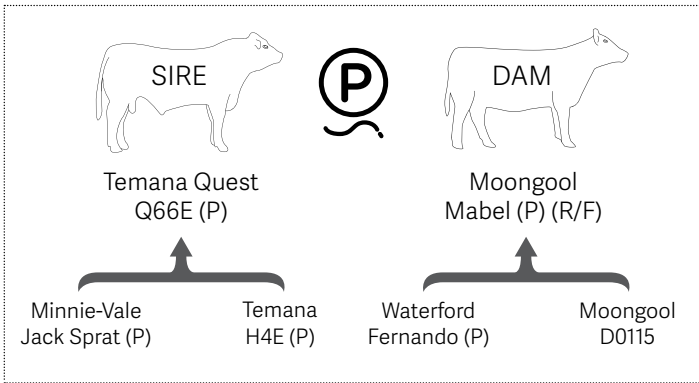 SIRE
P
DAM
Temana Quest
Q66E (P)
Moongool
Mabel (P) (R/F)
Minnie-Vale
Jack Sprat (P)
Temana
H4E (P)
Waterford
Fernando (P)
Moongool
D0115